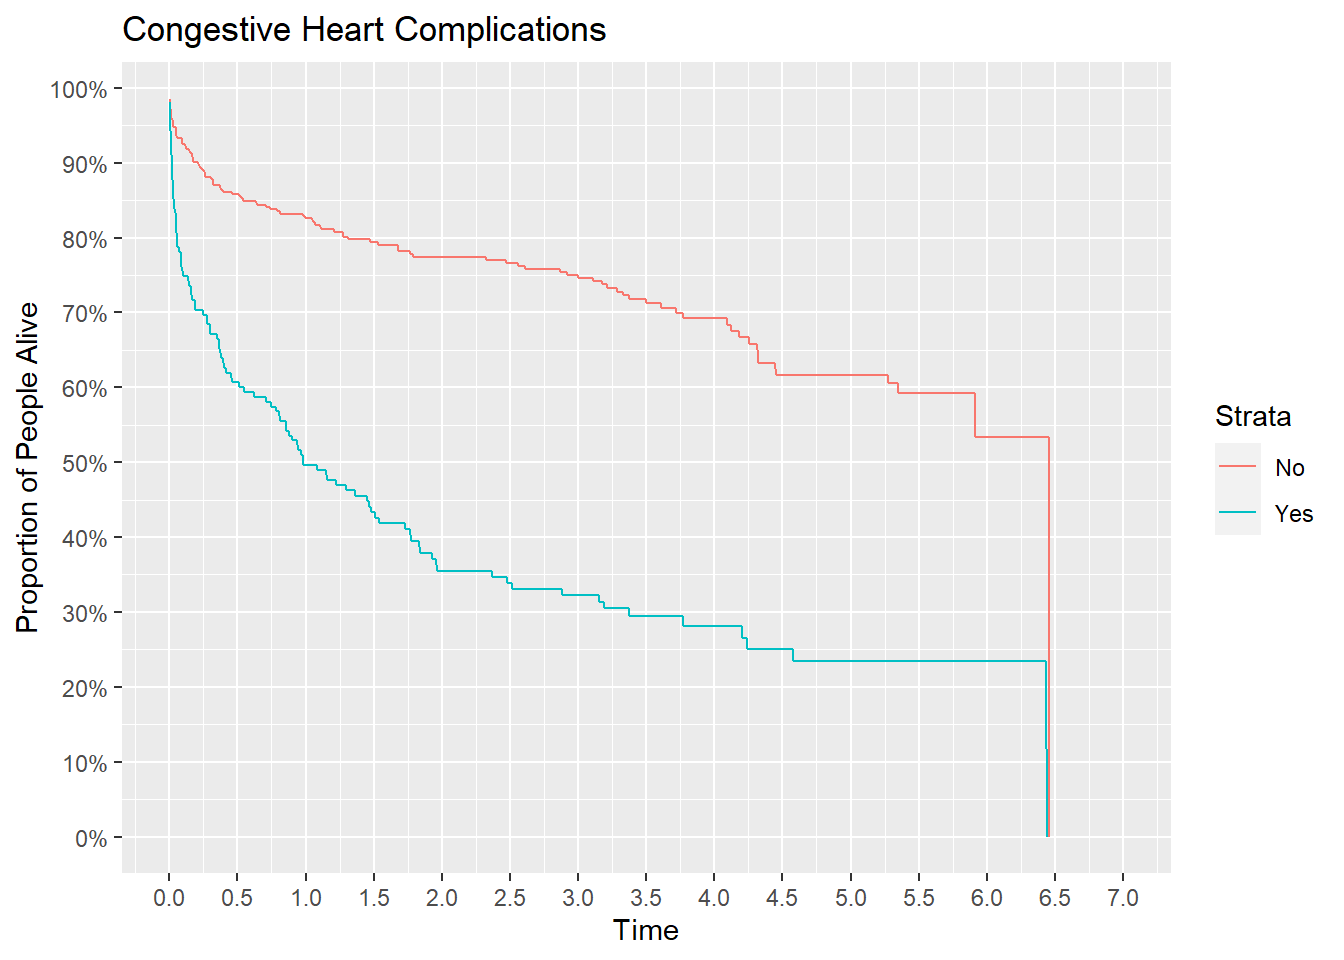 Congestive Heart Complications
Proportion of People Alive
100%
90%
80%
70%
60%
50%
40%
30%
20%
10%
0%
0.0 0.5 1.0 1.5 2.0 2.5 3.0 3.5 4.0 4.5 5.0 5.5 6.0 6.5 7.0
Time
Strata
No
Yes